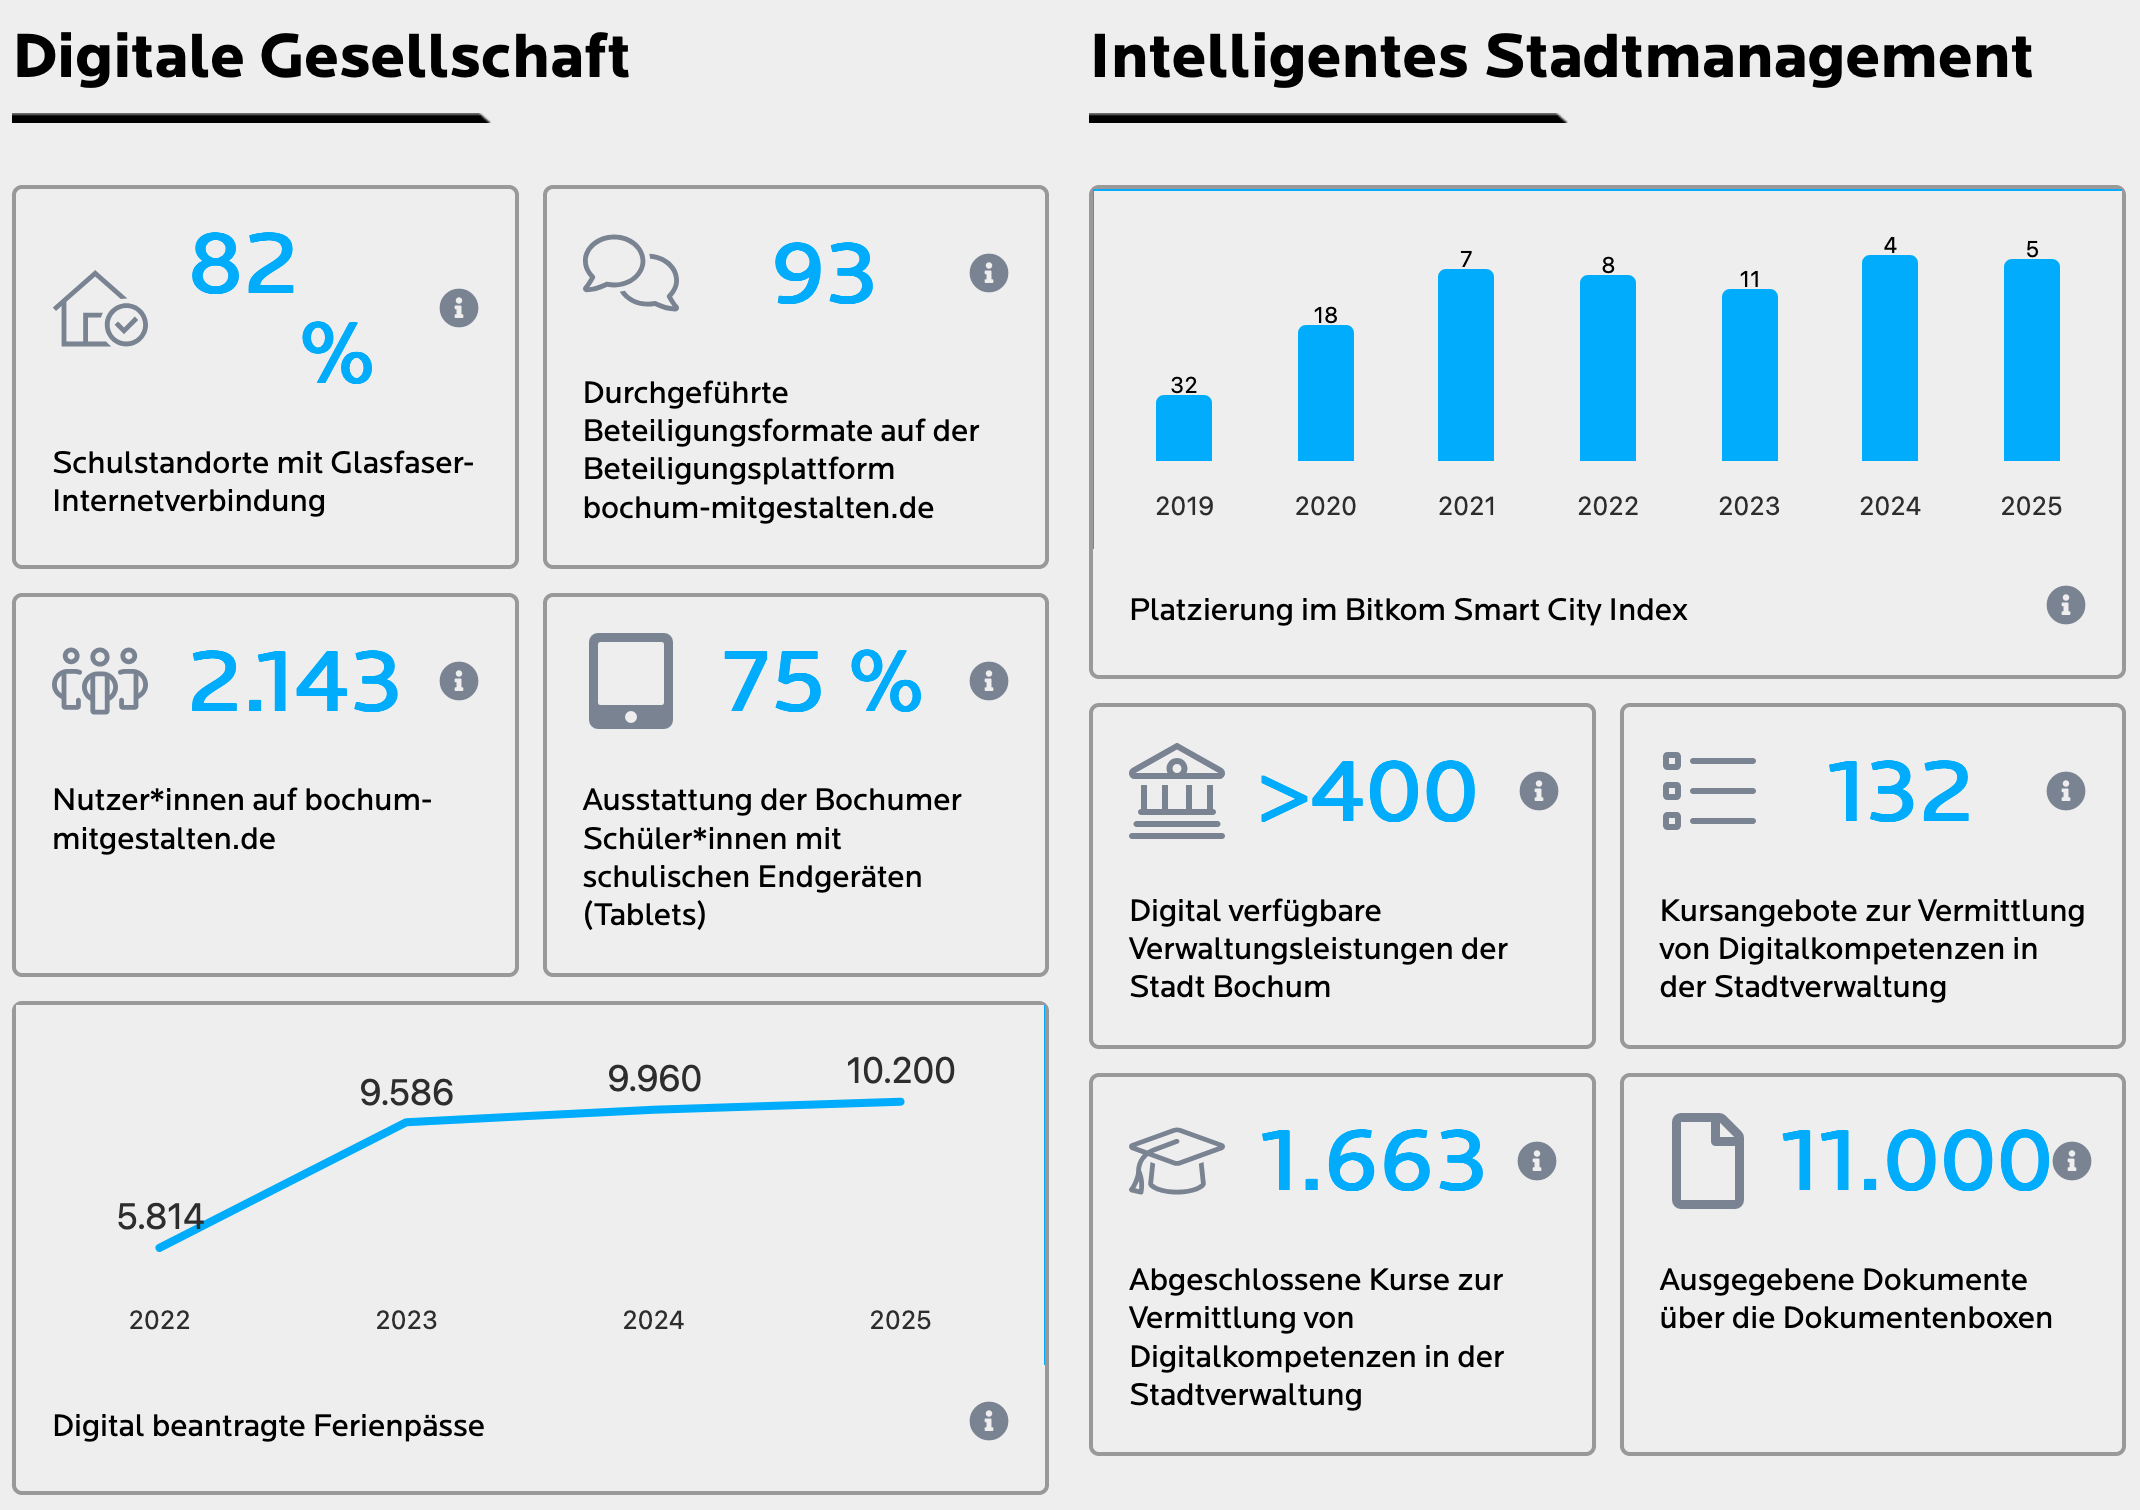 Digitale Gesellschaft
82
%
Schulstandorte mit Glasfaser-
Internetverbindung
93
Durchgeführte
Beteiligungsformate auf der
Beteiligungsplattform
bochum-mitgestalten.de
2.143
Nutzer*innen auf bochum-
mitgestalten.de
75 %
Ausstattung der Bochumer
Schüler*innen mit
schulischen Endgeräten
(Tablets)
5.814
9.586
9.960
10.200
2022 2023 2024 2025
Digital beantragte Ferienpässe
Intelligentes Stadtmanagement
32 18 7 8 11 4 5
2019 2020 2021 2022 2023 2024 2025
Platzierung im Bitkom Smart City Index
>400
Digital verfügbare
Verwaltungsleistungen der
Stadt Bochum
132
Kursangebote zur Vermittlung
von Digitalkompetenzen in
der Stadtverwaltung
1.663
Abgeschlossene Kurse zur
Vermittlung von
Digitalkompetenzen in der
Stadtverwaltung
11.000
Ausgegebene Dokumente
über die Dokumentenboxen